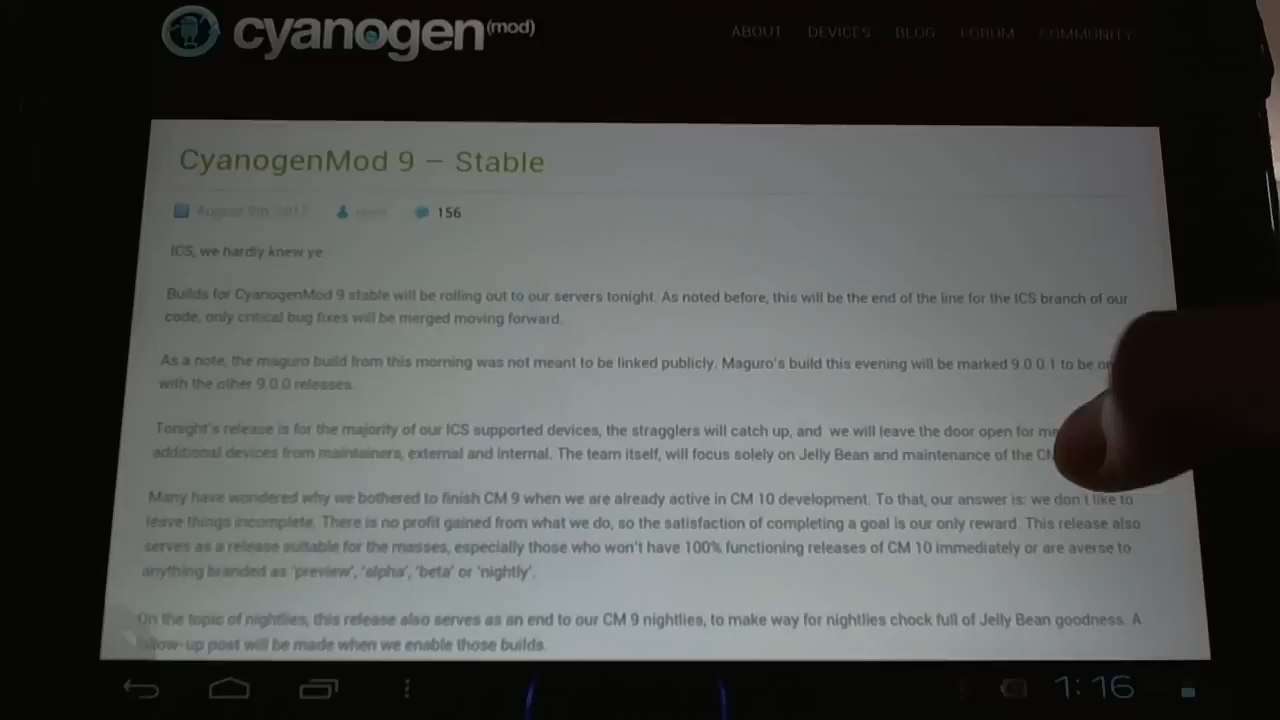 cyanogen(mod)
ABOUT DEVICES BLOG FORUM COMMUNITY
CyanogenMod 9 – Stable
August 9th, 2012 156
ICS, we hardly knew ye
Builds for CyanogenMod 9 stable will be rolling out to our servers tonight. As noted before, this will be the end of the line for the ICS branch of our
code, only critical bug fixes will be merged moving forward.
As a note, the maguro build from this morning was not meant to be linked publicly. Maguro's build this evening will be marked 9.0.0.1 to be
with the other 9.0.0 releases.
Tonight's release is for the majority of our ICS supported devices, the stragglers will catch up, and we will leave the door open for
additional devices from maintainers, external and internal. The team itself, will focus solely on Jelly Bean and maintenance of the
Many have wondered why we bothered to finish CM 9 when we are already active in CM 10 development. To that, our answer is: we don't like to
leave things incomplete. There is no profit gained from what we do, so the satisfaction of completing a goal is our only reward. This release also
serves as a release suitable for the masses, especially those who won't have 100% functioning releases of CM 10 immediately or are averse to
anything branded as 'preview', 'alpha', 'beta' or 'nightly'.
On the topic of nightlies, this release also serves as an end to our CM 9 nightlies, to make way for nightlies chock full of Jelly Bean goodness. A
follow-up post will be made when we enable those builds.
1:16